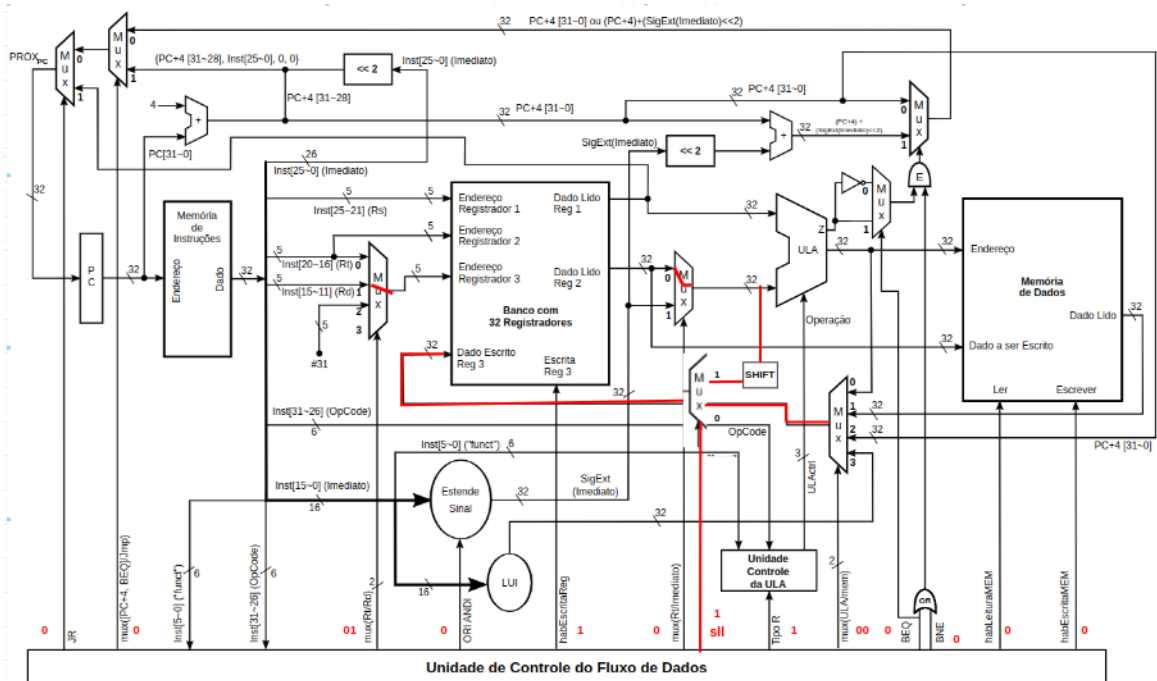 32 PC+4 [31~0] ou (PC+4)+(SigExt(Imediato)<<2)
PROX_PC
M u x 0 1
M u x 0 1
{PC+4 [31~28], Inst[25~0], 0, 0}
<< 2
Inst[25~0] (Imediato)
PC+4 [31~28]
4
+
32 PC+4 [31~0]
32 PC+4 [31~0]
32
PC[31~0]
SigExt(Imediato)
<< 2
+
32
(PC+4) +
(SigExt(Imediato)<<2)
M u x 0 1
E
26
Inst[25~0] (Imediato)
32
PC
32
Memória
de
Instruções
Endereço
Dado
32
5
Inst[25~21] (Rs)
5
5
Inst[20~16] (Rt)
5
5
Inst[15~11] (Rd)
M u x 0 1 2 3
5
5
#31
Endereço
Registrador 1
Endereço
Registrador 2
Endereço
Registrador 3
Dado Lido
Reg 1
Dado Lido
Reg 2
Banco com
32 Registradores
32
Dado Escrito
Reg 3
Escrita
Reg 3
32
M u x 0 1
32
32
Z
ULA
32
Operação
M u x 0 1
32
32
Endereço
Memória
de Dados
Dado Lido
32
Dado a ser Escrito
Ler
Escrever
M u x 1 0
SHIFT
M u x 0 1 2 3
32
32
PC+4 [31~0]
Inst[31~26] (OpCode)
6
OpCode
Inst[5~0] ("funct")
6
3
ULActrl
Inst[15~0] (Imediato)
16
Estende
Sinal
32
SigExt
(Imediato)
32
16
LUI
Unidade
Controle
da ULA
OR
6
6
2
2
0
JR
mux([PC+4, BEQ]/Jmp)
0
Inst[5~0] ("funct")
Inst[31~26] (OpCode)
01
mux(Rt/Rd)
0
ORI ANDI
habEscritaReg
1
0
mux(Rt/Imediato)
1
sll
Tipo R
1
mux(ULA/mem)
00
0
BEQ
BNE
0
habLeituraMEM
0
habEscritaMEM
0
Unidade de Controle do Fluxo de Dados